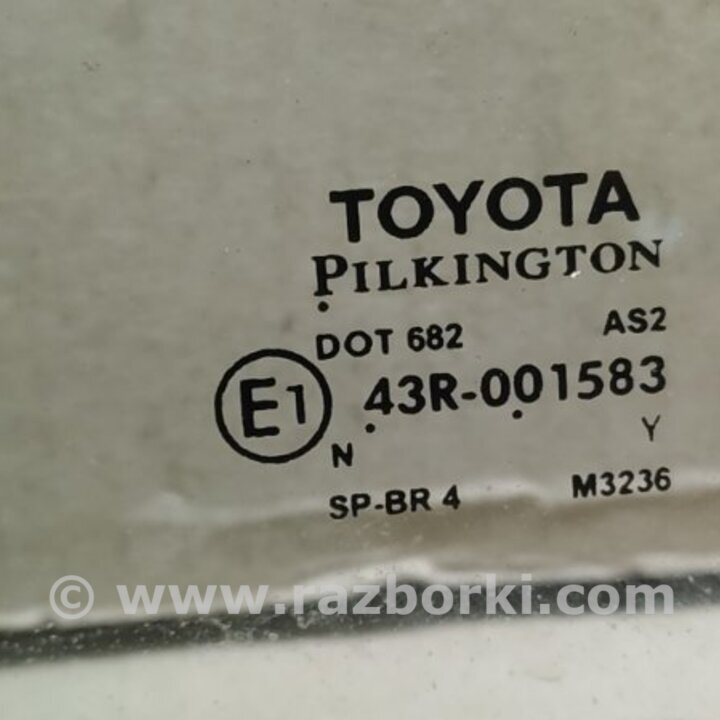 TOYOTA
PILKINGTON
DOT 682 AS2
E1 43R-001583
N Y
SP-BR 4 M3236
© www.razborki.com